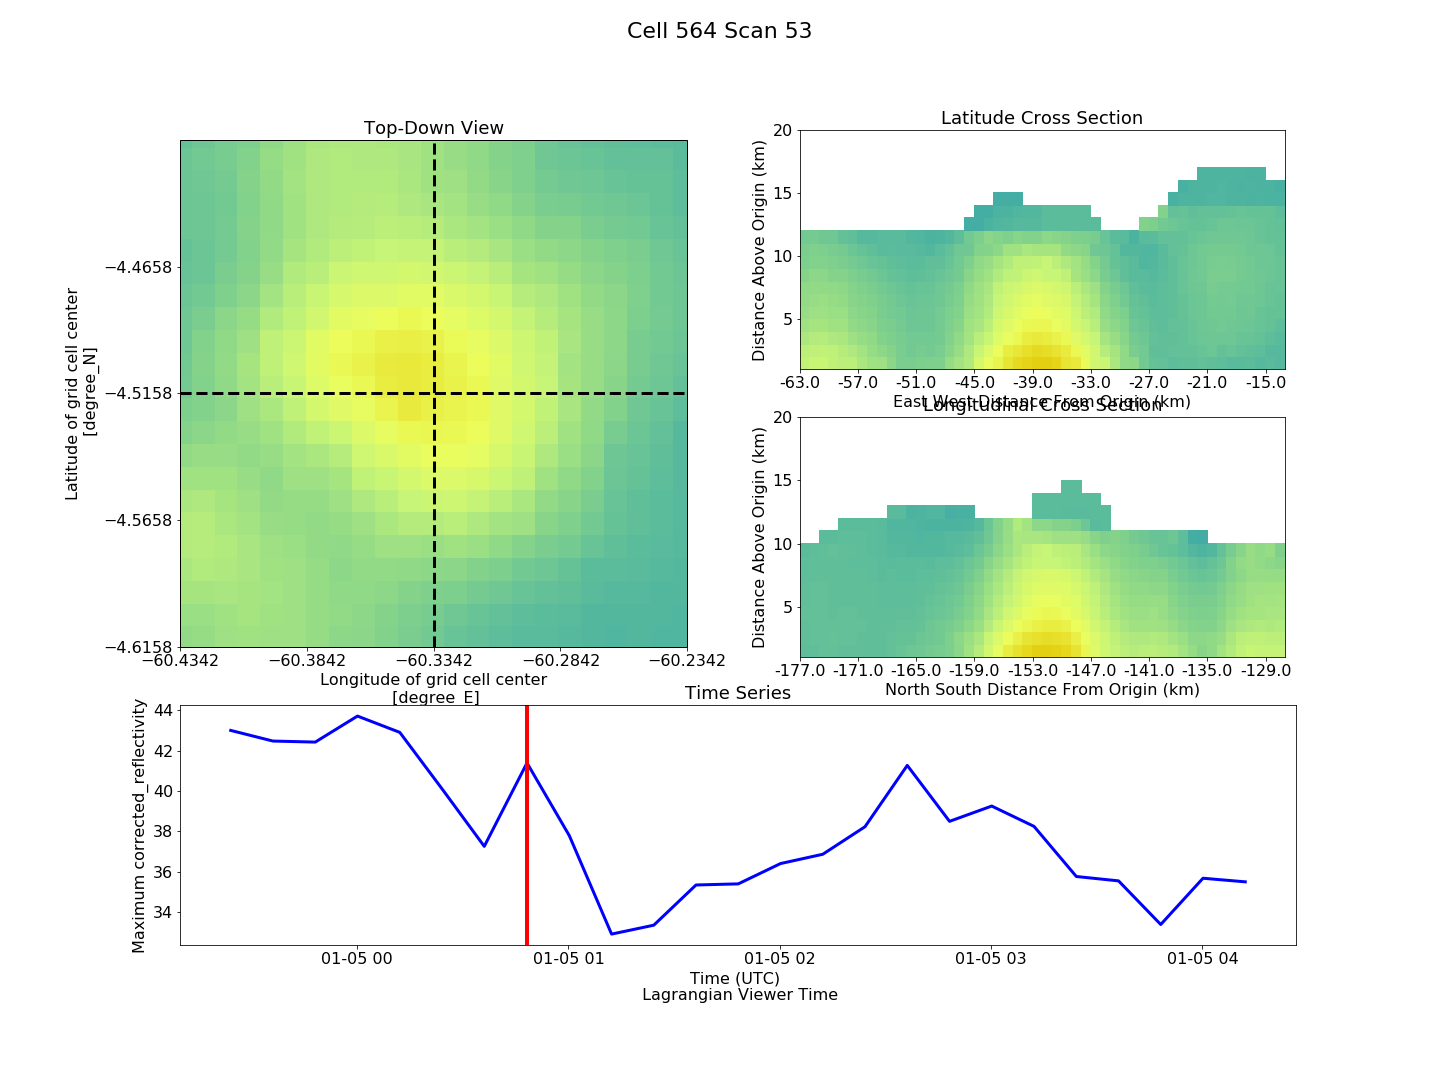 Cell 564 Scan 53
Top-Down View
Latitude of grid cell center
[degree_N]
−4.4658
−4.5158
−4.5658
−4.6158
−60.4342 −60.3842 −60.3342 −60.2842 −60.2342
Longitude of grid cell center
[degree_E]
Latitude Cross Section
Distance Above Origin (km)
20
15
10
5
-63.0 -57.0 -51.0 -45.0 -39.0 -33.0 -27.0 -21.0 -15.0
East West Distance From Origin (km)
Longitudinal Cross Section
Distance Above Origin (km)
20
15
10
5
-177.0 -171.0 -165.0 -159.0 -153.0 -147.0 -141.0 -135.0 -129.0
North South Distance From Origin (km)
Time Series
Maximum corrected_reflectivity
44
42
40
38
36
34
01-05 00 01-05 01 01-05 02 01-05 03 01-05 04
Time (UTC)
Lagrangian Viewer Time